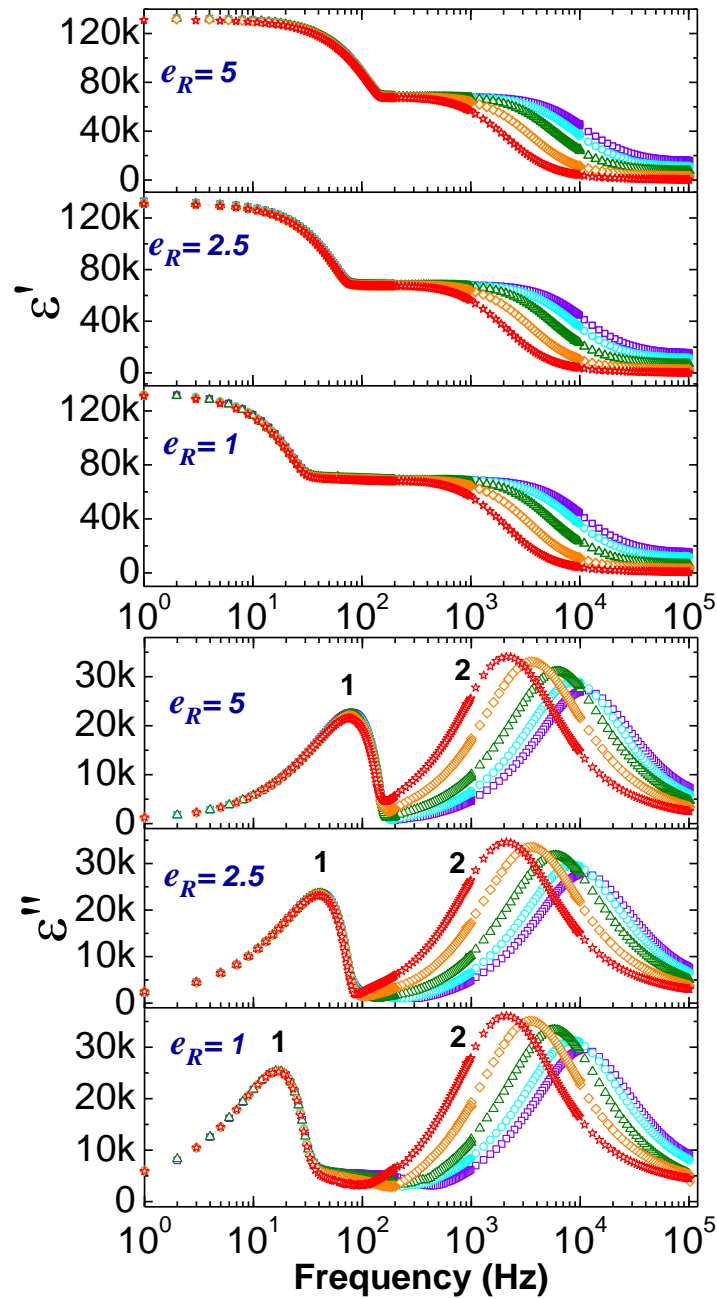 120k
80k
40k
0
e_R= 5
120k
80k
40k
0
e_R= 2.5
ε'
120k
80k
40k
0
e_R= 1
10^0 10^1 10^2 10^3 10^4 10^5
30k
20k
10k
0
e_R= 5
1 2
30k
20k
10k
0
e_R= 2.5
1 2
ε''
30k
20k
10k
0
e_R= 1
1 2
10^0 10^1 10^2 10^3 10^4 10^5
Frequency (Hz)